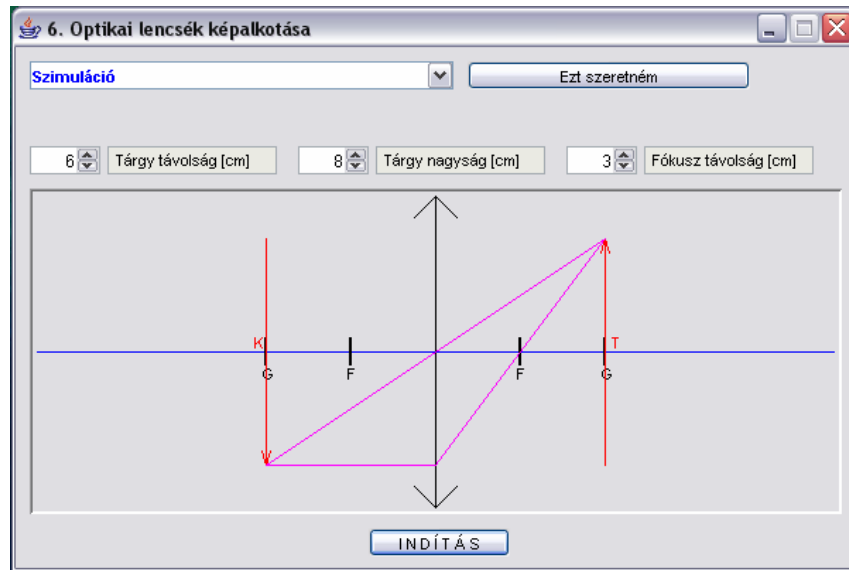 6. Optikai lencsék képalkotása
Szimuláció Ezt szeretném
6 Tárgy távolság [cm] 8 Tárgy nagyság [cm] 3 Fókusz távolság [cm]
K T
G F F G
INDÍTÁS